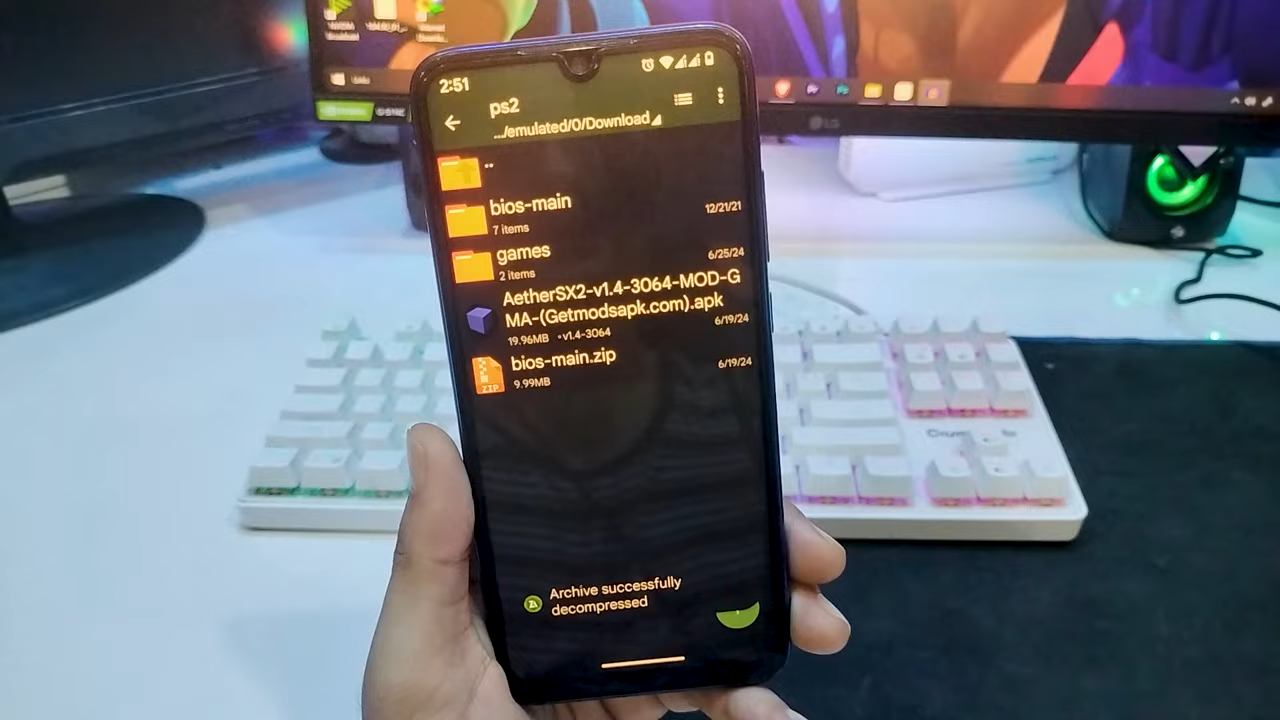 2:51
ps2
.../emulated/0/Download
..
bios-main
7 items
12/21/21
games
2 items
6/25/24
AetherSX2-v1.4-3064-MOD-G
MA-(Getmodsapk.com).apk
19.96MB •v1.4-3064
6/19/24
bios-main.zip
9.99MB
6/19/24
ZIP
Archive successfully
decompressed
LG